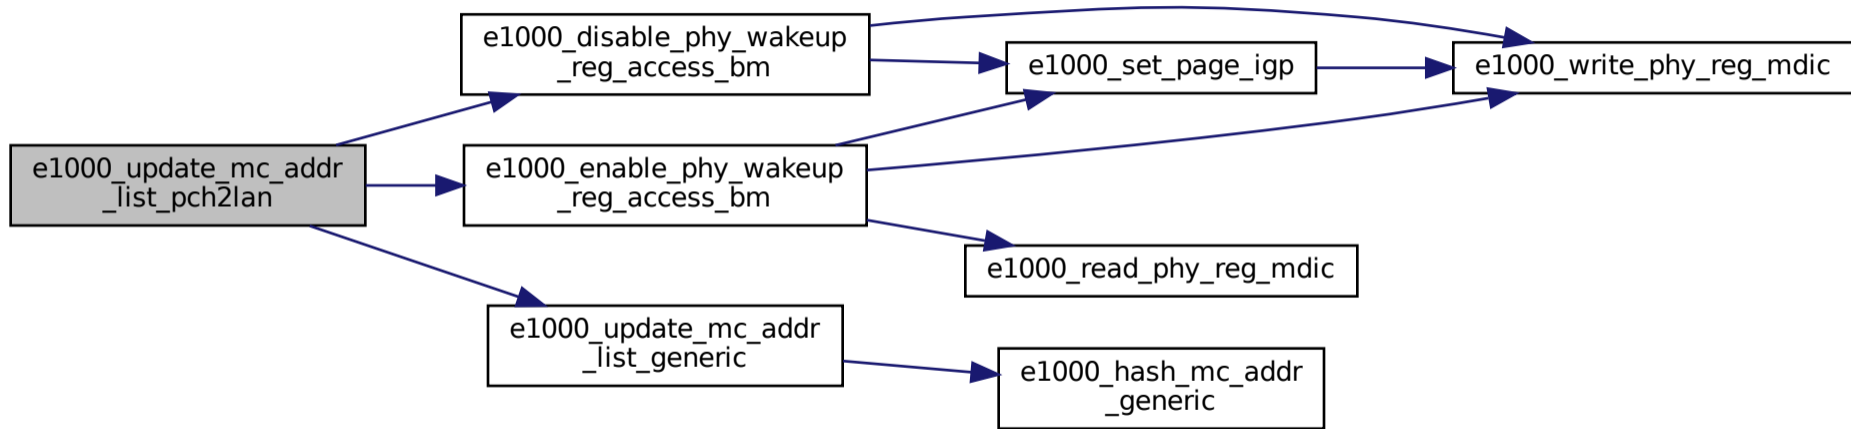 e1000_disable_phy_wakeup
_reg_access_bm
e1000_set_page_igp
e1000_write_phy_reg_mdic
e1000_update_mc_addr
_list_pch2lan
e1000_enable_phy_wakeup
_reg_access_bm
e1000_read_phy_reg_mdic
e1000_update_mc_addr
_list_generic
e1000_hash_mc_addr
_generic